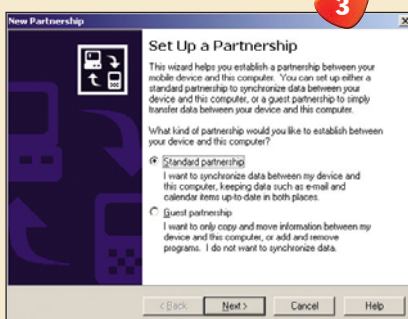 3
New Partnership
Set Up a Partnership
This wizard helps you establish a partnership between your
mobile device and this computer. You can set up either a
standard partnership to synchronize data between your
device and this computer, or a guest partnership to simply
transfer data between your device and this computer.
What kind of partnership would you like to establish between
your device and this computer?
Standard partnership
I want to synchronize data between my device and
this computer, keeping data such as e-mail and
calendar items up-to-date in both places.
Guest partnership
I want to only copy and move information between my
device and this computer, or add and remove
programs. I do not want to synchronize data.
< Back Next > Cancel Help